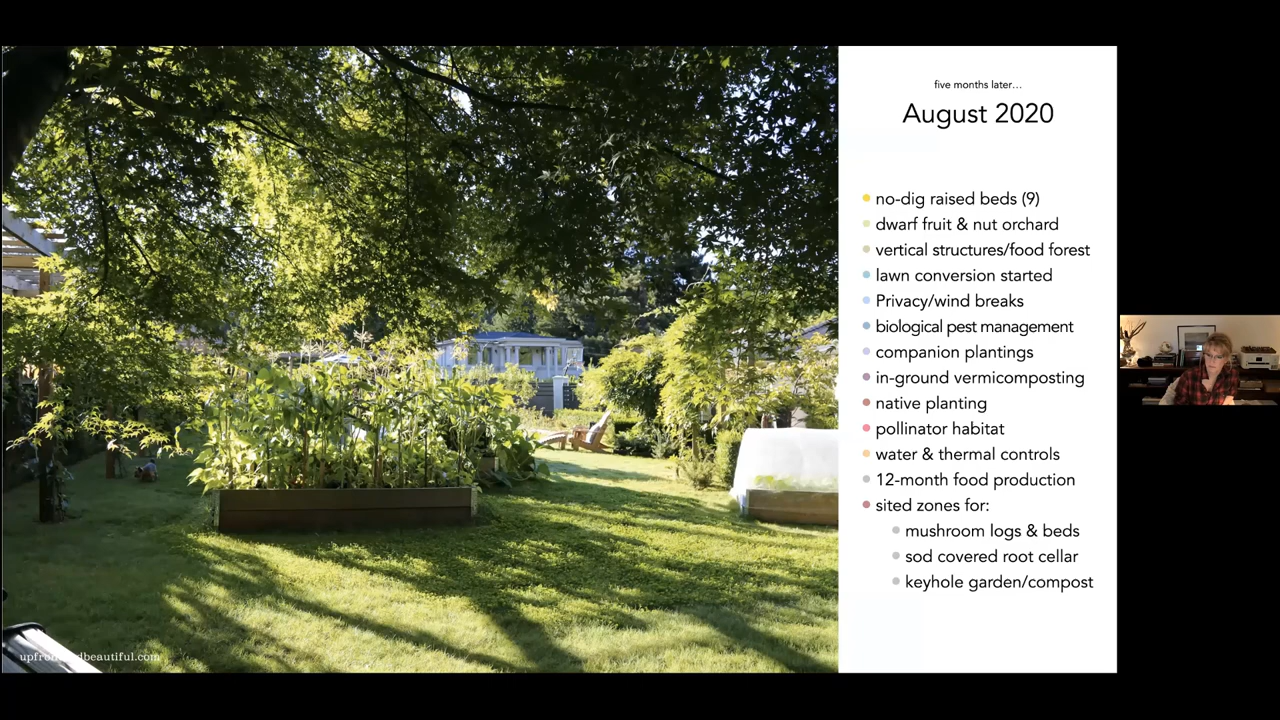 five months later...
August 2020
no-dig raised beds (9)
dwarf fruit & nut orchard
vertical structures/food forest
lawn conversion started
Privacy/wind breaks
biological pest management
companion plantings
in-ground vermicomposting
native planting
pollinator habitat
water & thermal controls
12-month food production
sited zones for:
mushroom logs & beds
sod covered root cellar
keyhole garden/compost